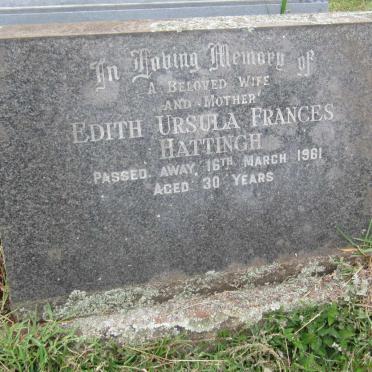 In Loving Memory of
A Beloved Wife
and Mother
Edith Ursula Frances
Hattingh
Passed away, 16th March 1961
Aged 30 Years